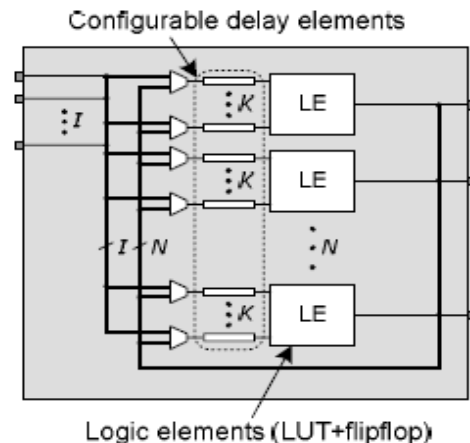 Configurable delay elements
I
K
LE
K
LE
I N
N
K
LE
Logic elements (LUT+flipflop)